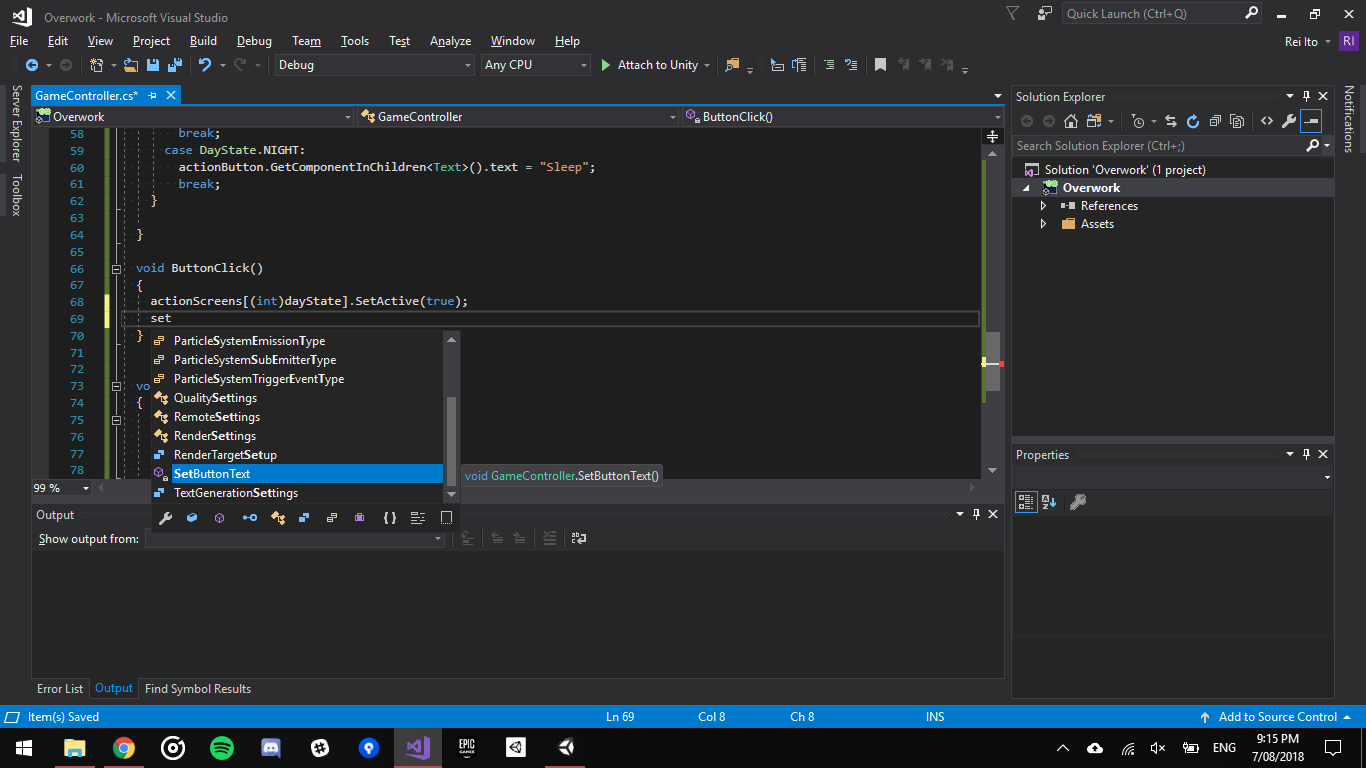 Overwork - Microsoft Visual Studio
Quick Launch (Ctrl+Q)
File Edit View Project Build Debug Team Tools Test Analyze Window Help
Rei Ito RI
Debug Any CPU Attach to Unity
Server Explorer
Toolbox
GameController.cs*
Overwork GameController ButtonClick()
58 break;
59 case DayState.NIGHT:
60 actionButton.GetComponentInChildren<Text>().text = "Sleep";
61 break;
62 }
63
64 }
65
66 void ButtonClick()
67 {
68 actionScreens[(int)dayState].SetActive(true);
69 set
70 }
71
72
73 vo
74 {
75
76
77
78
ParticleSystemEmissionType
ParticleSystemSubEmitterType
ParticleSystemTriggerEventType
QualitySettings
RemoteSettings
RenderSettings
RenderTargetSetup
SetButtonText
TextGenerationSettings
void GameController.SetButtonText()
99 %
Output
Show output from:
Error List Output Find Symbol Results
Solution Explorer
Search Solution Explorer (Ctrl+;)
Solution 'Overwork' (1 project)
Overwork
References
Assets
Properties
Notifications
Item(s) Saved Ln 69 Col 8 Ch 8 INS Add to Source Control
EPIC GAMES
ENG
9:15 PM
7/08/2018